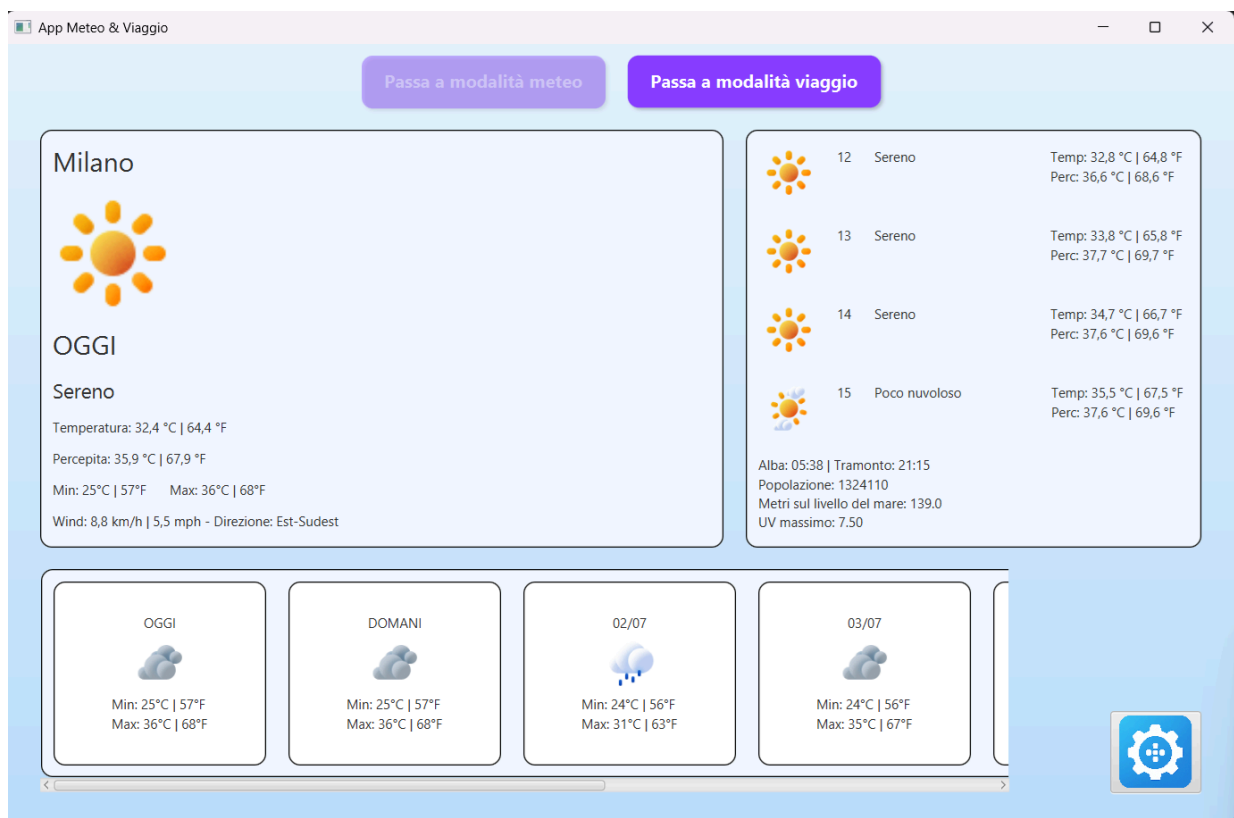 App Meteo & Viaggio
Passa a modalità meteo
Passa a modalità viaggio
Milano
OGGI
Sereno
Temperatura: 32,4 °C | 64,4 °F
Percepita: 35,9 °C | 67,9 °F
Min: 25°C | 57°F Max: 36°C | 68°F
Wind: 8,8 km/h | 5,5 mph - Direzione: Est-Sudest
12 Sereno Temp: 32,8 °C | 64,8 °F
Perc: 36,6 °C | 68,6 °F
13 Sereno Temp: 33,8 °C | 65,8 °F
Perc: 37,7 °C | 69,7 °F
14 Sereno Temp: 34,7 °C | 66,7 °F
Perc: 37,6 °C | 69,6 °F
15 Poco nuvoloso Temp: 35,5 °C | 67,5 °F
Perc: 37,6 °C | 69,6 °F
Alba: 05:38 | Tramonto: 21:15
Popolazione: 1324110
Metri sul livello del mare: 139.0
UV massimo: 7.50
OGGI
Min: 25°C | 57°F
Max: 36°C | 68°F
DOMANI
Min: 25°C | 57°F
Max: 36°C | 68°F
02/07
Min: 24°C | 56°F
Max: 31°C | 63°F
03/07
Min: 24°C | 56°F
Max: 35°C | 67°F